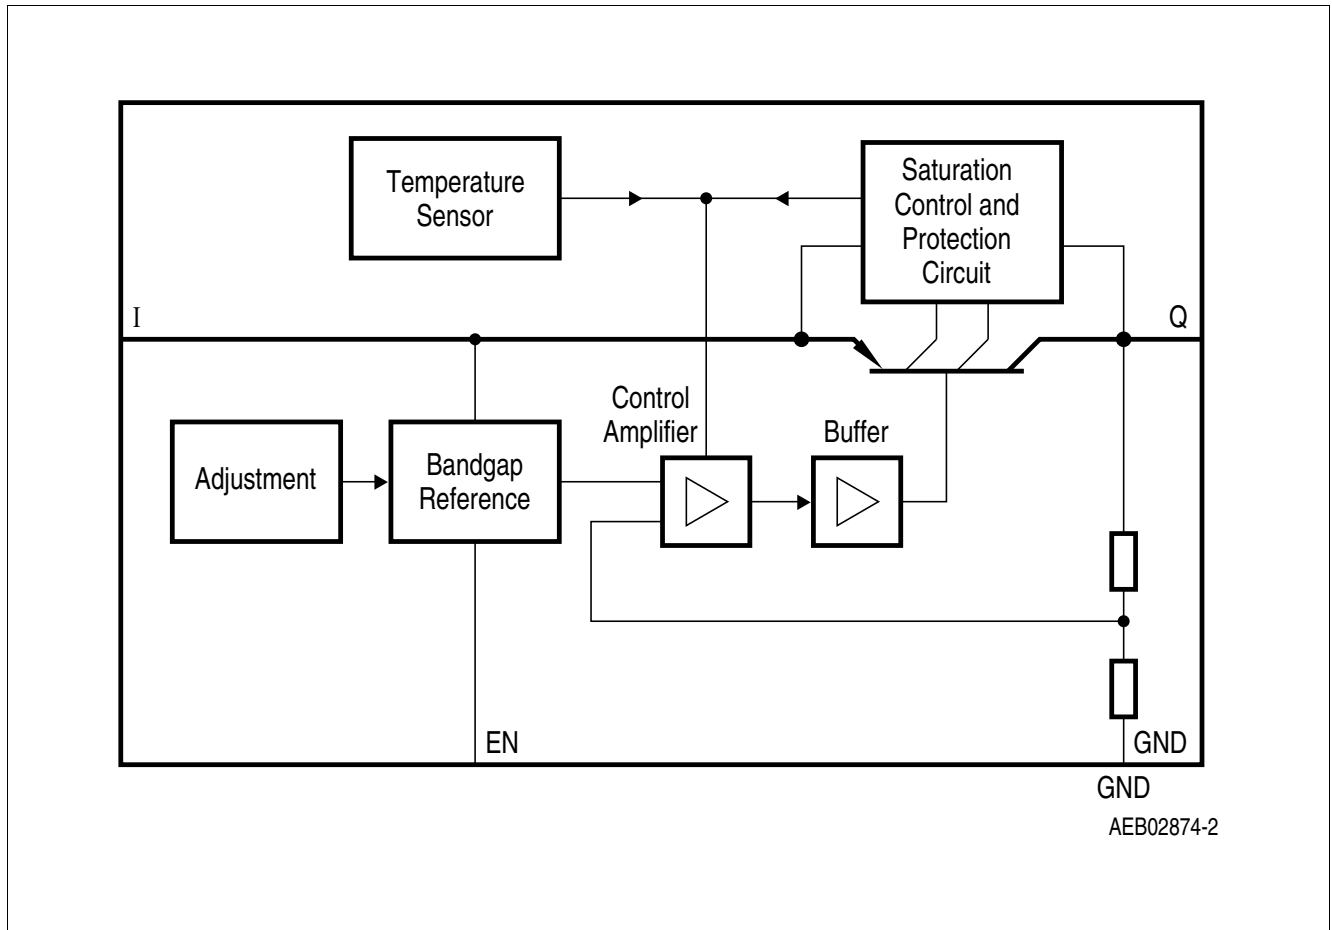 Temperature
Sensor
Saturation
Control and
Protection
Circuit
I
Q
Control
Amplifier
Buffer
Adjustment
Bandgap
Reference
EN
GND
GND
AEB02874-2